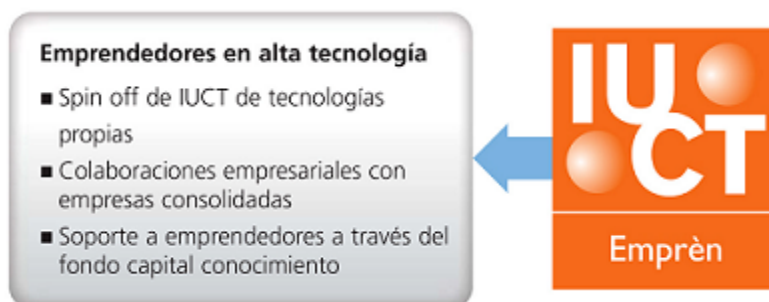 Emprendedores en alta tecnología
■ Spin off de IUCT de tecnologías
propias
■ Colaboraciones empresariales con
empresas consolidadas
■ Soporte a emprendedores a través del
fondo capital conocimiento
IU
CT
Emprèn